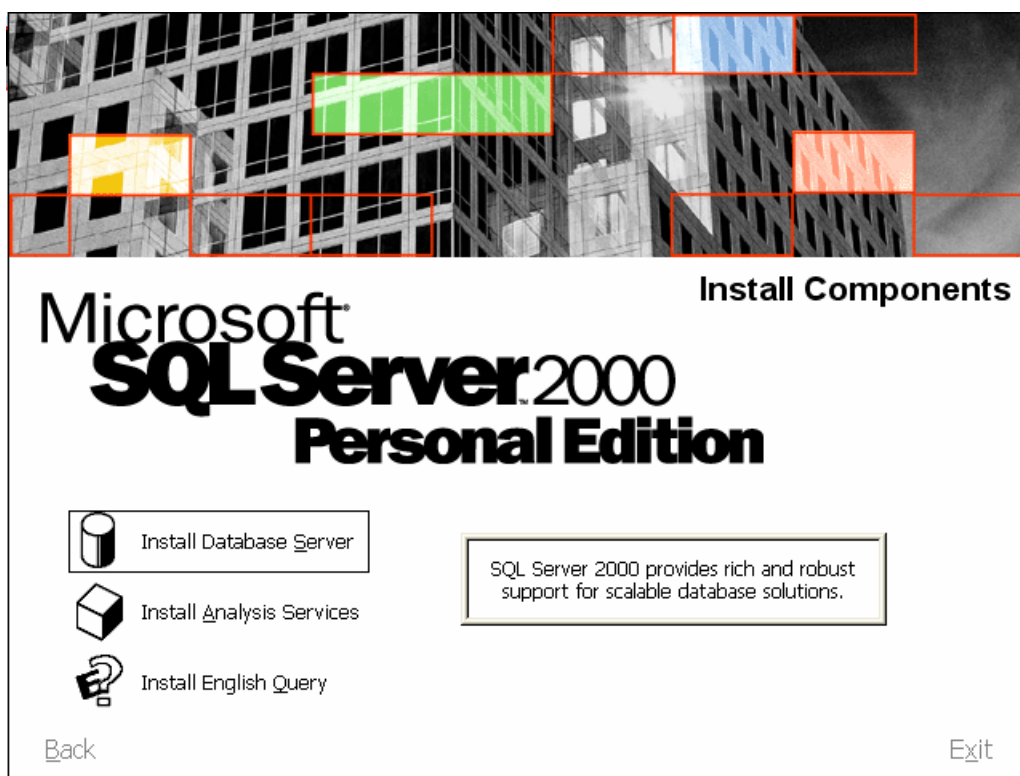 Install Components
Microsoft®
SQL Server™ 2000
Personal Edition
Install Database Server
SQL Server 2000 provides rich and robust
support for scalable database solutions.
Install Analysis Services
Install English Query
Back
Exit